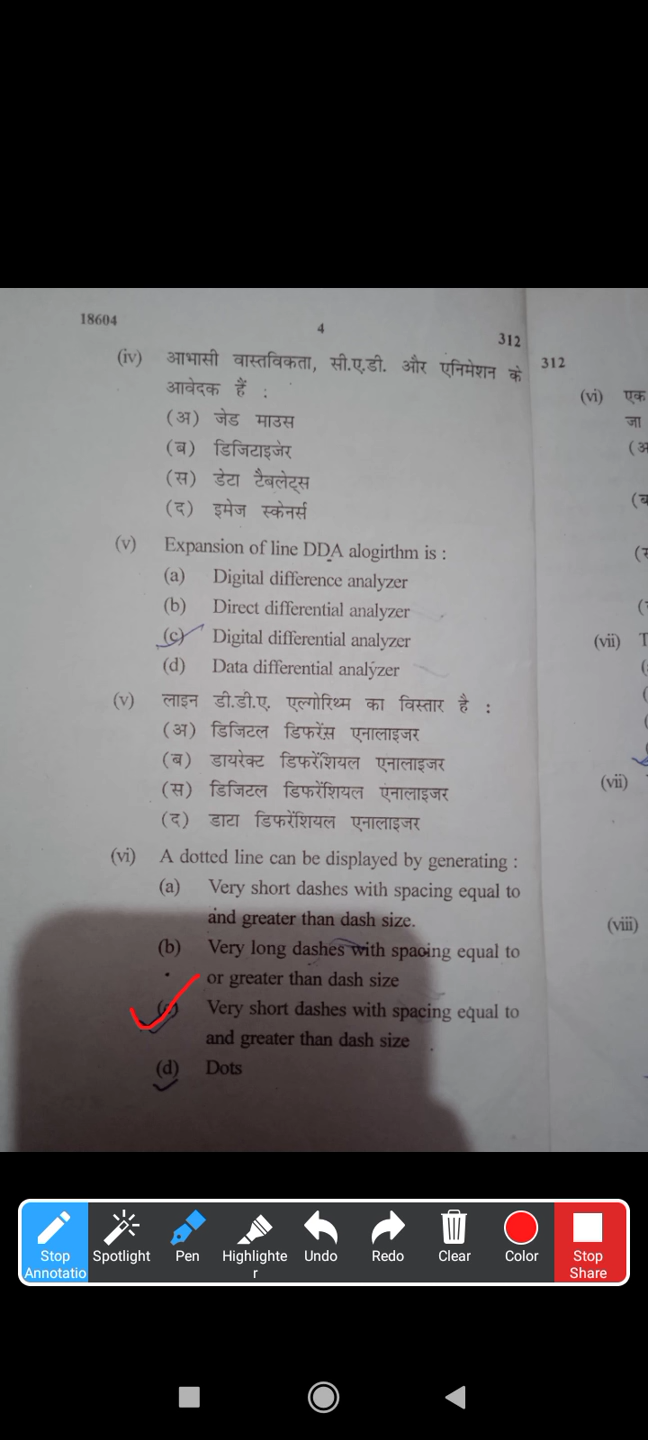 18604
4
312
(iv) आभासी वास्तविकता, सी.ए.डी. और एनिमेशन के
आवेदक हैं :
(अ) जेड माउस
(ब) डिजिटाइजेर
(स) डेटा टैबलेट्स
(द) इमेज स्केनर्स
(v) Expansion of line DDA alogirthm is :
(a) Digital difference analyzer
(b) Direct differential analyzer
(c) Digital differential analyzer
(d) Data differential analyzer
(v) लाइन डी.डी.ए. एल्गोरिथ्म का विस्तार है :
(अ) डिजिटल डिफरेंस एनालाइजर
(ब) डायरेक्ट डिफरेंशियल एनालाइजर
(स) डिजिटल डिफरेंशियल एनालाइजर
(द) डाटा डिफरेंशियल एनालाइजर
(vi) A dotted line can be displayed by generating :
(a) Very short dashes with spacing equal to
and greater than dash size.
(b) Very long dashes with spacing equal to
or greater than dash size
(c) Very short dashes with spacing equal to
and greater than dash size
(d) Dots
312
(vi) एक
जा
(vii) T
(vii)
(viii)
Stop
Annotatio
Spotlight
Pen
Highlighte
r
Undo
Redo
Clear
Color
Stop
Share